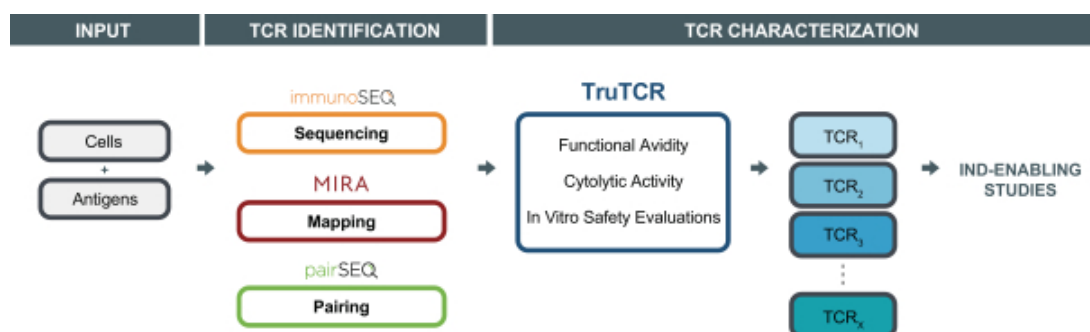 INPUT
TCR IDENTIFICATION
TCR CHARACTERIZATION
Cells
+
Antigens
immunoSEQ
Sequencing
MIRA
Mapping
pairSEQ
Pairing
TruTCR
Functional Avidity
Cytolytic Activity
In Vitro Safety Evaluations
TCR₁
TCR₂
TCR₃
⋮
TCRₓ
IND-ENABLING
STUDIES